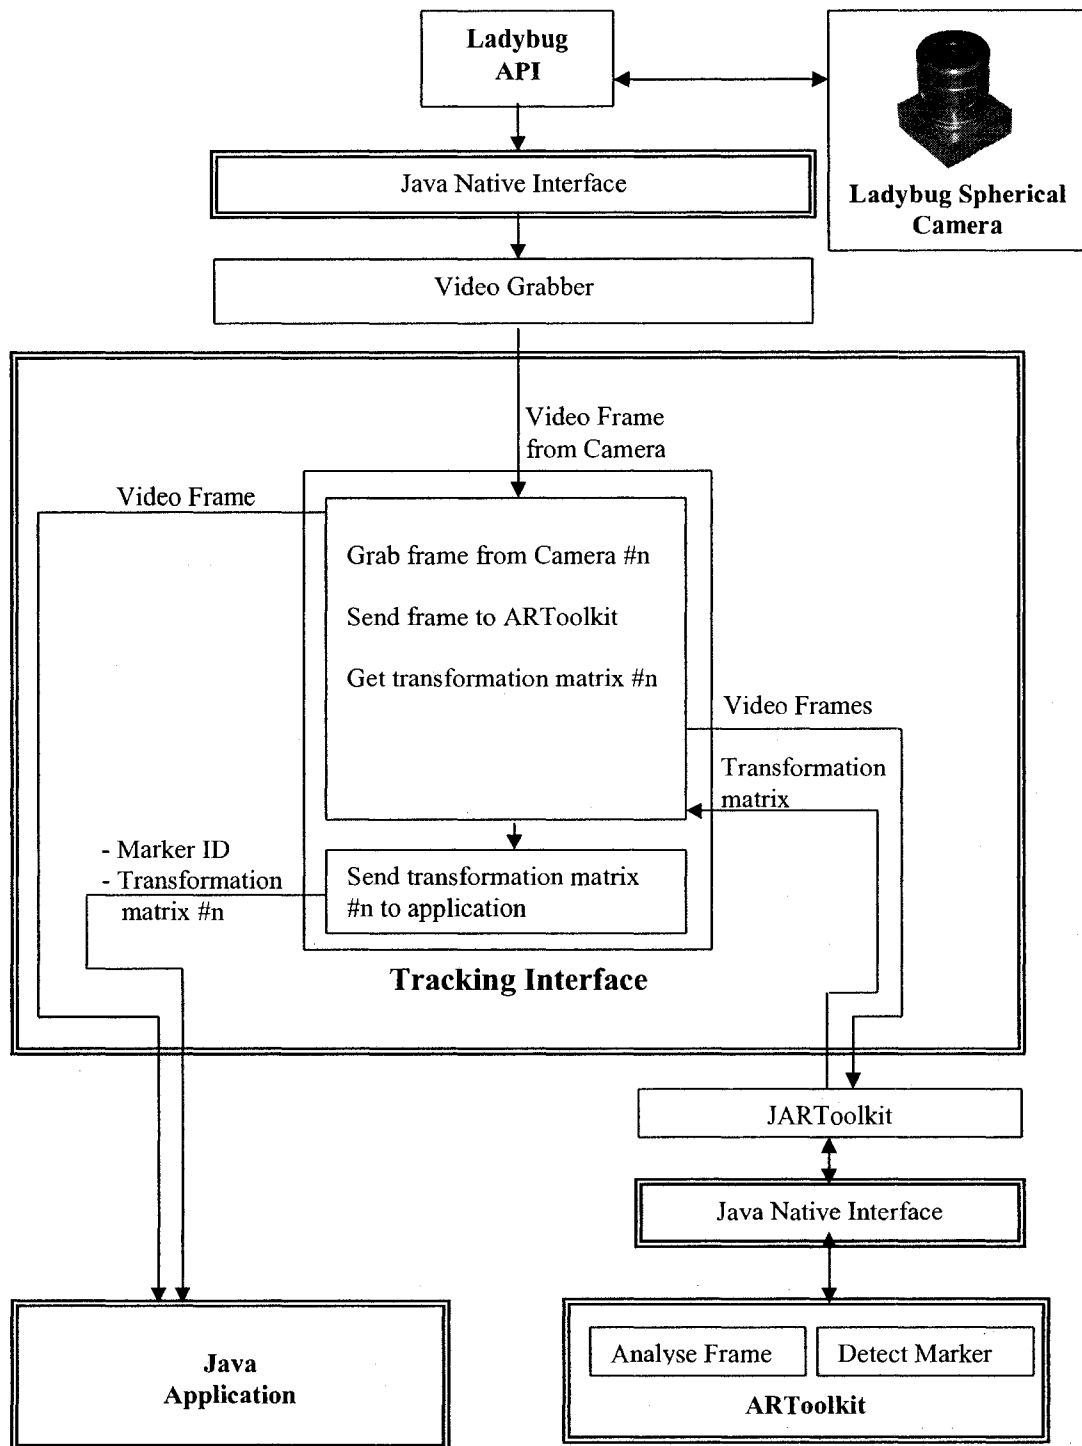 Ladybug
API
Ladybug Spherical
Camera
Java Native Interface
Video Grabber
Video Frame
from Camera
Video Frame
Grab frame from Camera #n
Send frame to ARToolkit
Get transformation matrix #n
Video Frames
Transformation
matrix
- Marker ID
- Transformation
matrix #n
Send transformation matrix
#n to application
Tracking Interface
JARToolkit
Java Native Interface
Java
Application
Analyse Frame
Detect Marker
ARToolkit